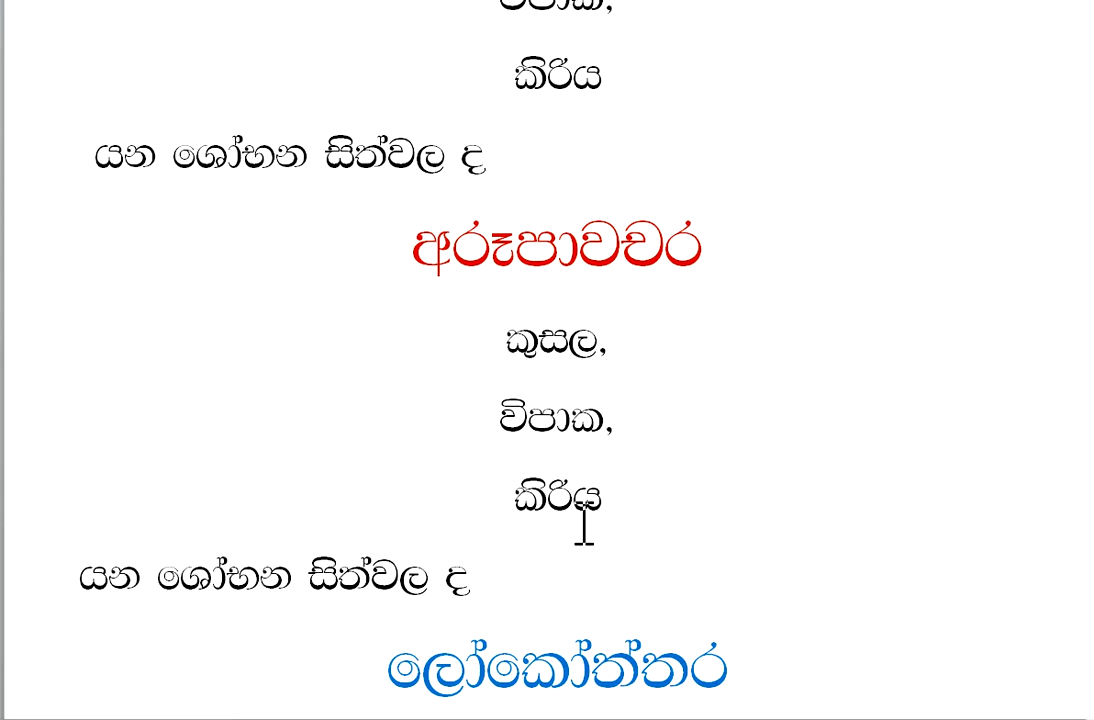 විපාක,
කිරිය
යන ශෝභන සිත්වල ද
අරූපාවචර
කුසල,
විපාක,
කිරිය
යන ශෝභන සිත්වල ද
ලෝකෝත්තර